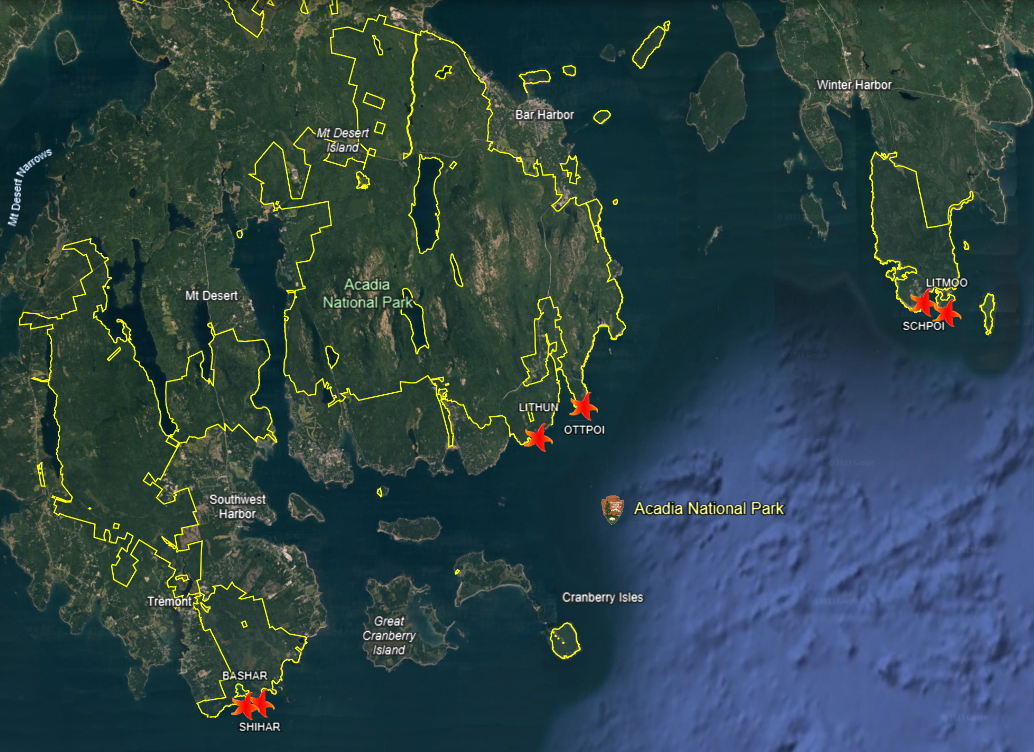 Winter Harbor
Bar Harbor
Mt Desert
Island
Mt Desert Narrows
Acadia
National Park
Mt Desert
LITMOO
SCHPOI
LITHUN
OTTPOI
Southwest
Harbor
Acadia National Park
Tremont
Cranberry Isles
Great
Cranberry
Island
BASHAR
SHIHAR